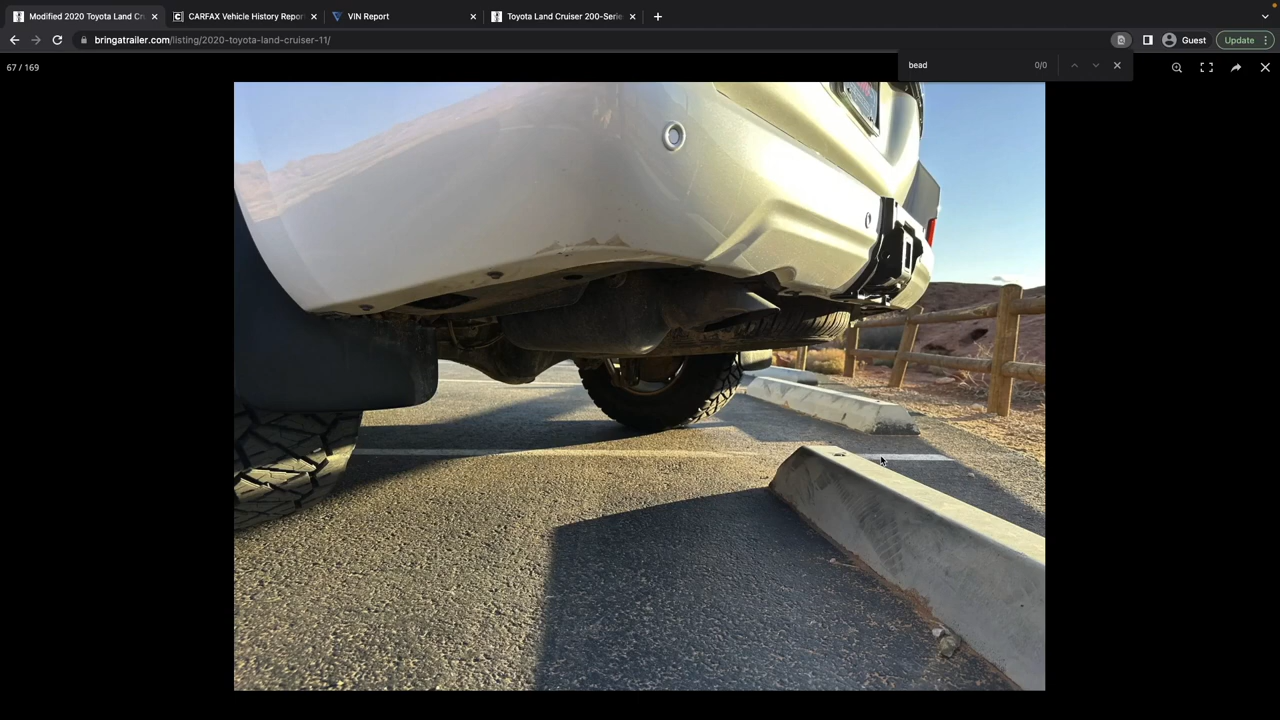 Modified 2020 Toyota Land Cr
CARFAX Vehicle History Repor
VIN Report
Toyota Land Cruiser 200-Serie
bringatrailer.com/listing/2020-toyota-land-cruiser-11/
Guest
Update
67 / 169
bead
0/0